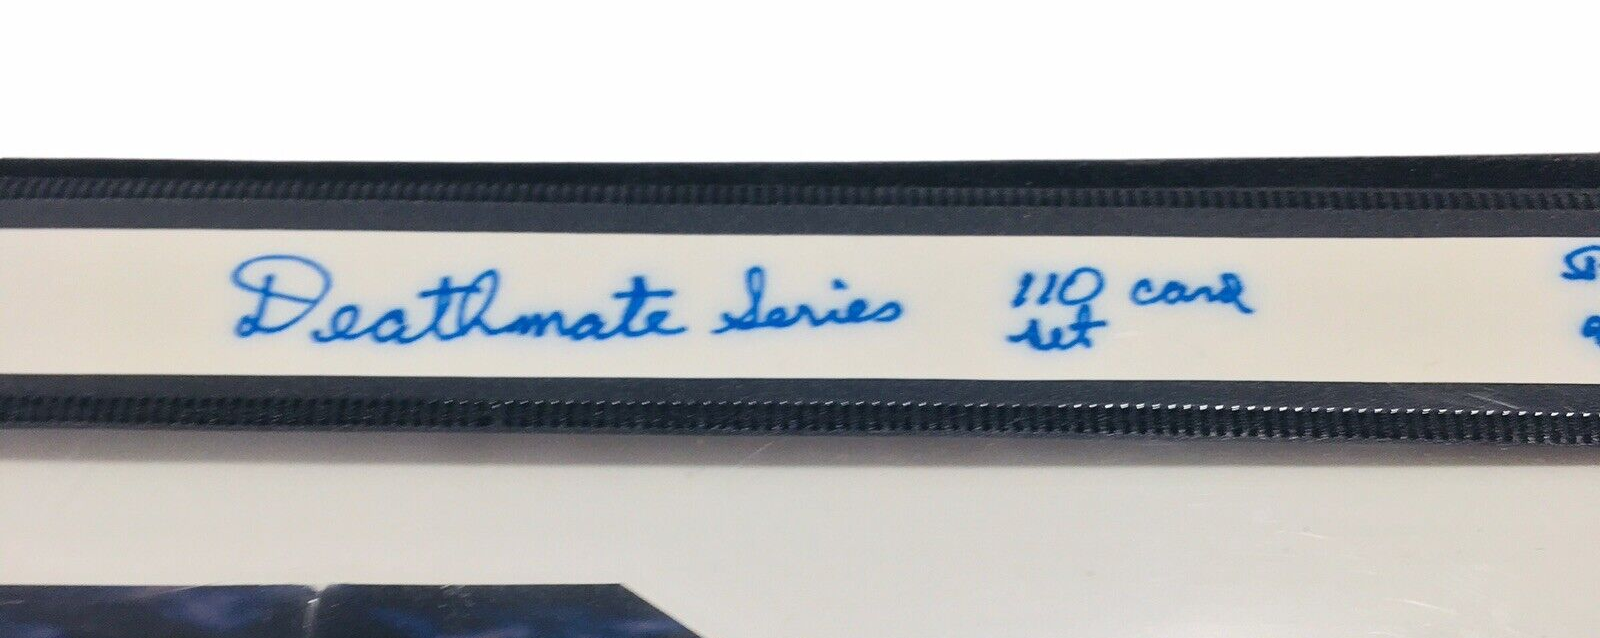 Deathmate Series 110 card
set